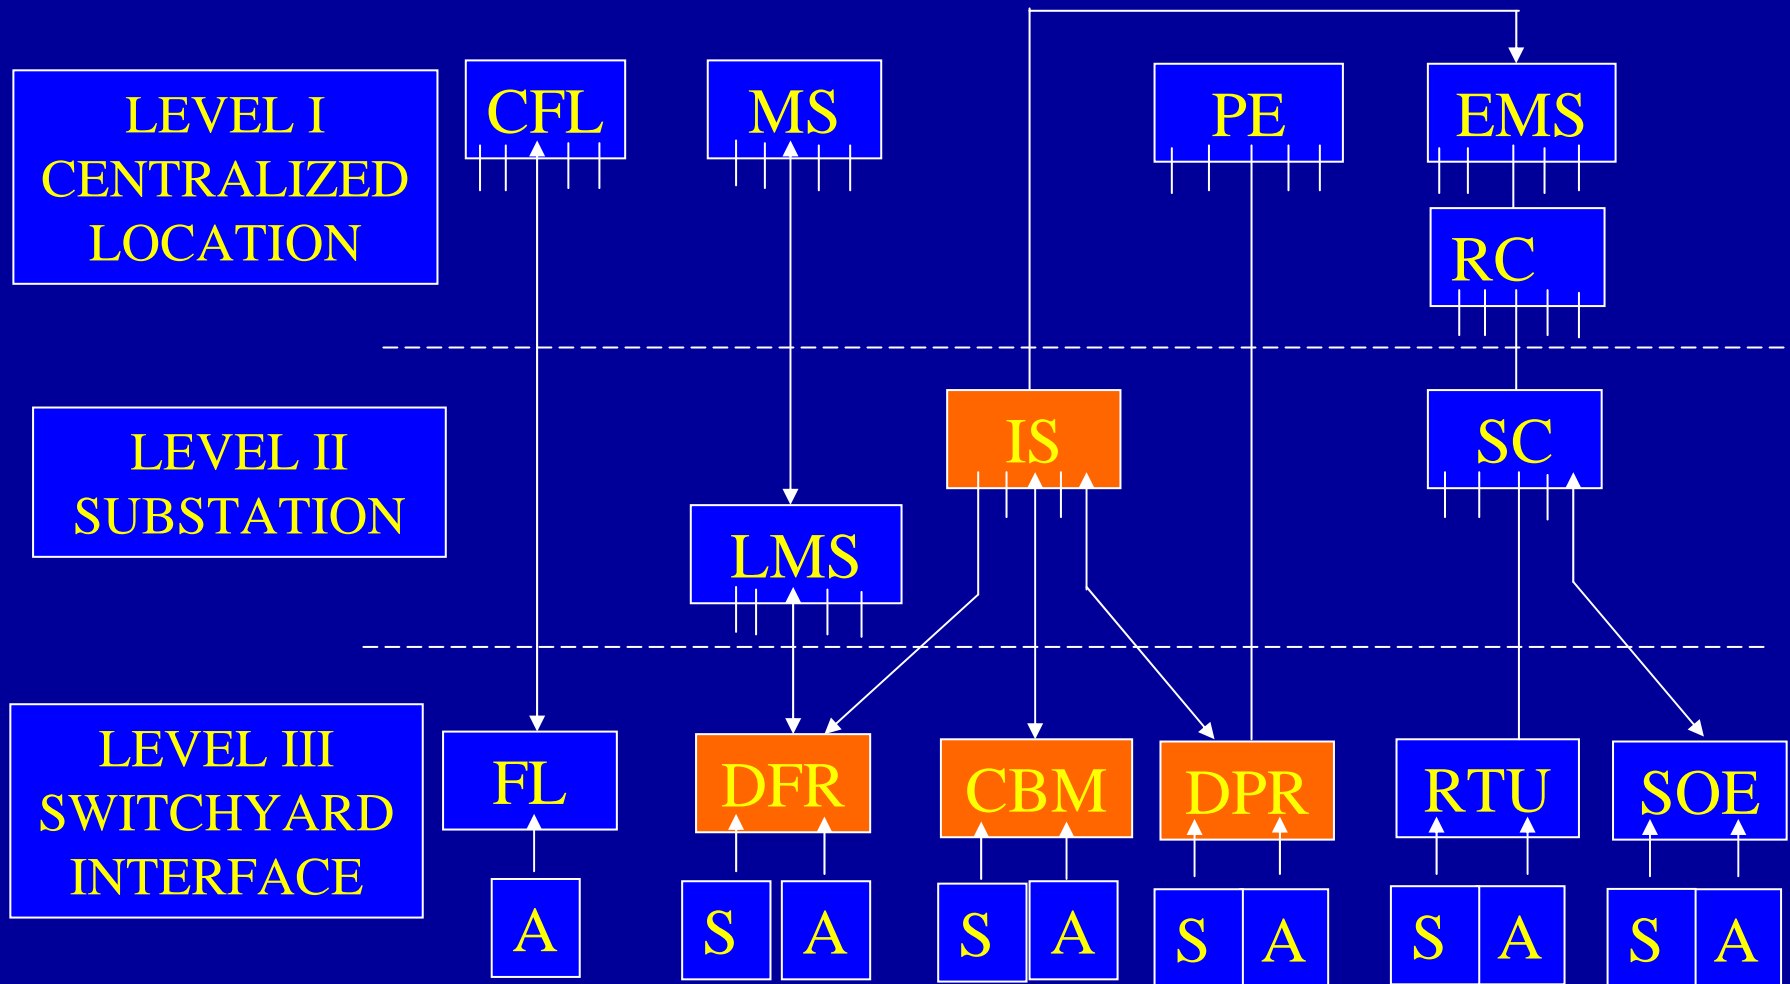 CFL
MS
PE
EMS
LEVEL I
CENTRALIZED
LOCATION
RC
LEVEL II
SUBSTATION
IS
SC
LMS
LEVEL III
SWITCHYARD
INTERFACE
FL
DFR
CBM
DPR
RTU
SOE
A
S
A
S
A
S
A
S
A
S
A